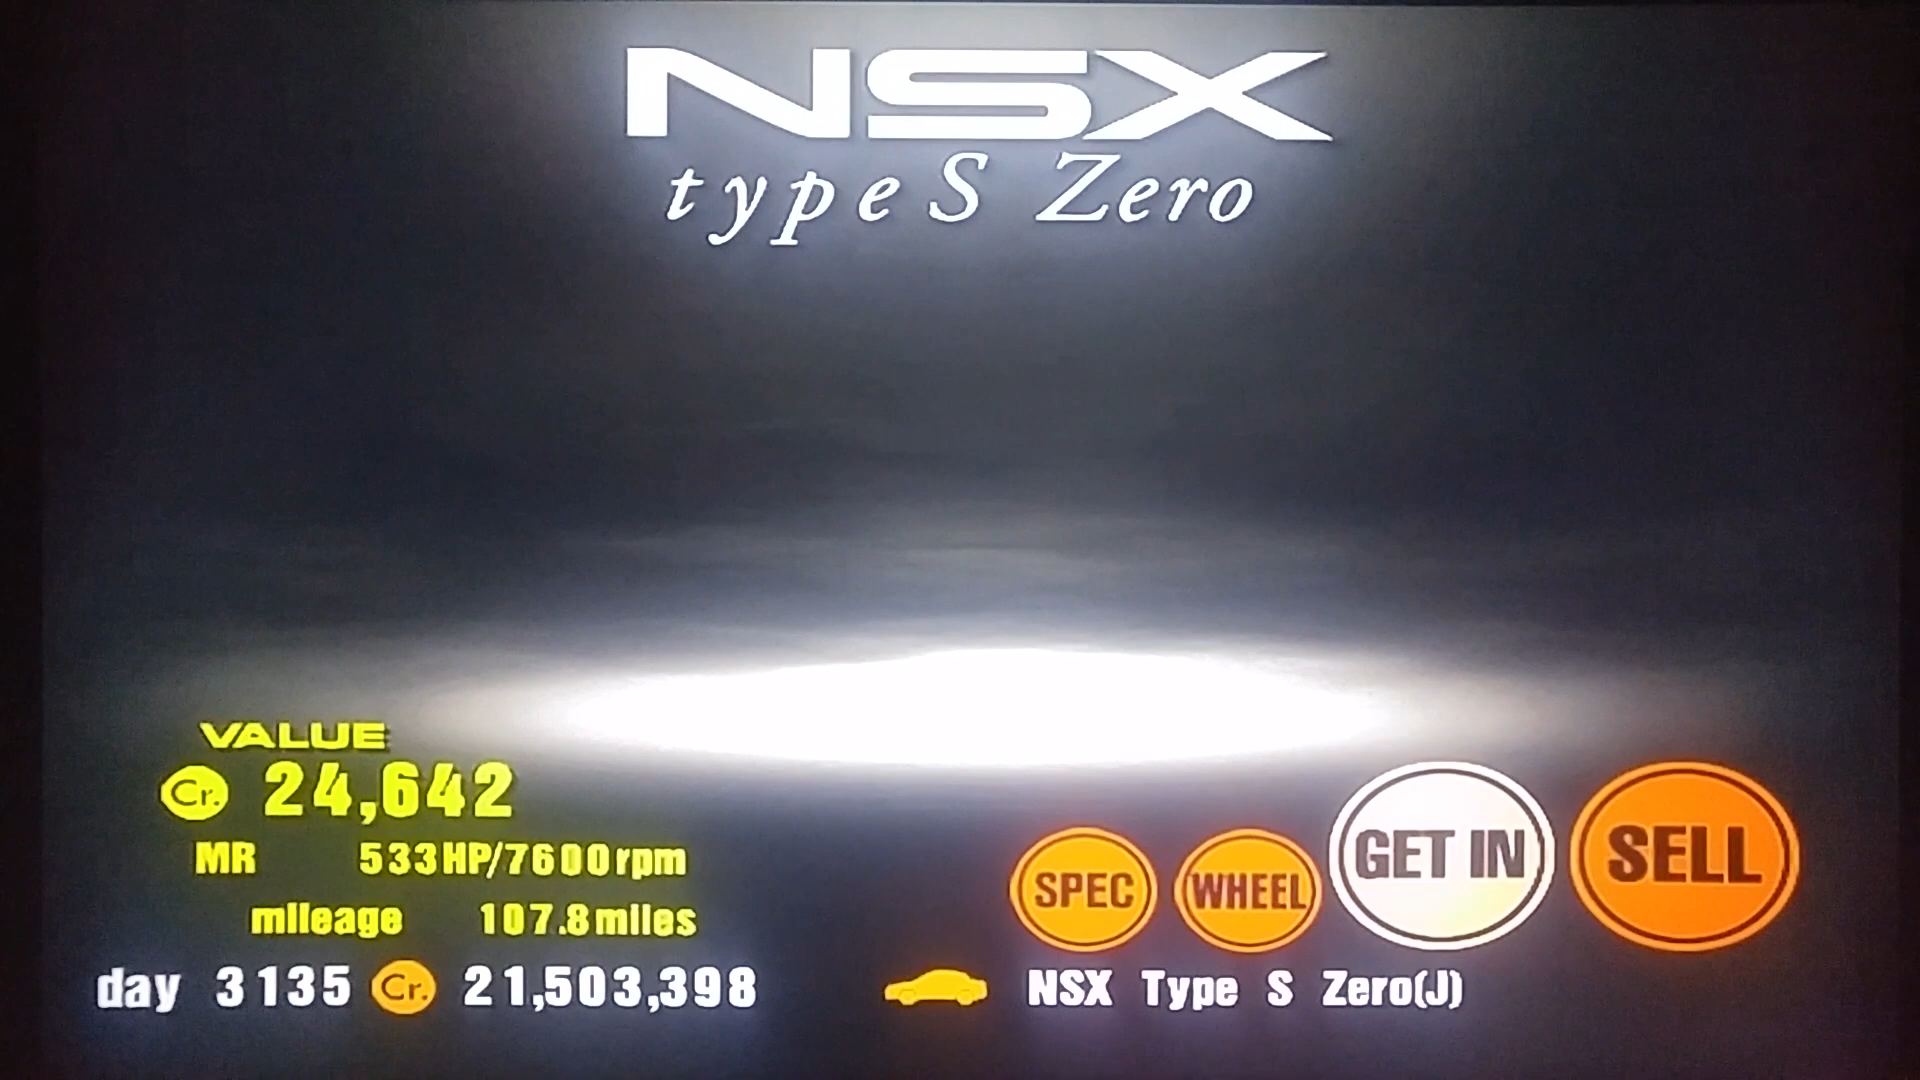 NSX
type S Zero
VALUE
Cr. 24,642
MR 533HP/7600rpm
mileage 107.8miles
SPEC
WHEEL
GET IN
SELL
day 3135 Cr. 21,503,398
NSX Type S Zero(J)